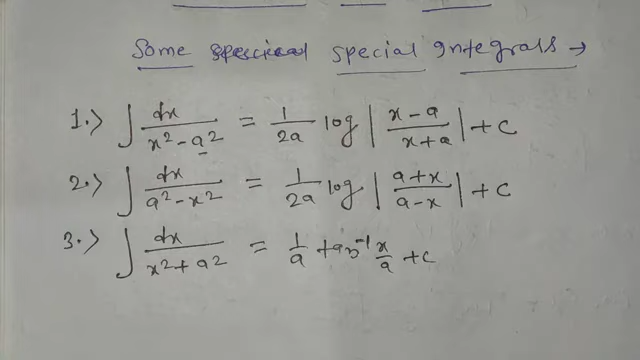 Some special special Integrals →
1.) ∫ dx / (x² - a²) = 1/2a log | (x - a) / (x + a) | + c
2.) ∫ dx / (a² - x²) = 1/2a log | (a + x) / (a - x) | + c
3.) ∫ dx / (x² + a²) = 1/a tan⁻¹ x/a + c